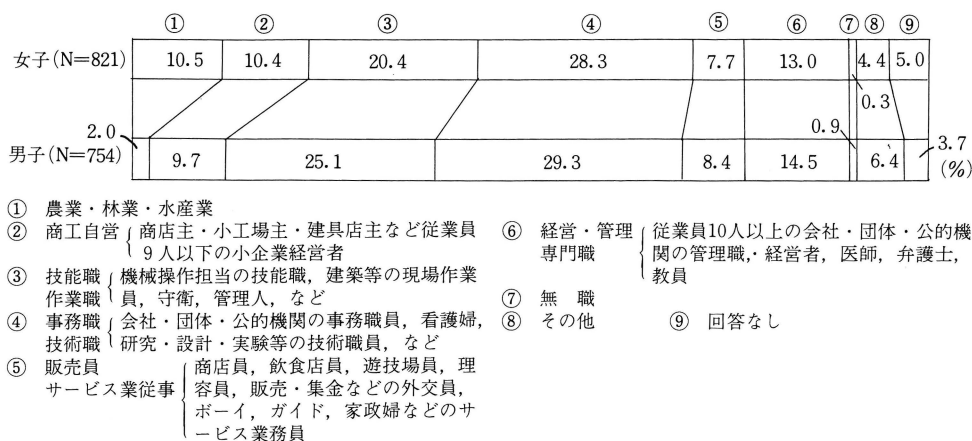 ① ② ③ ④ ⑤ ⑥ ⑦ ⑧ ⑨
女子(N=821) 10.5 10.4 20.4 28.3 7.7 13.0 4.4 5.0
0.3
2.0 0.9 3.7
男子(N=754) 9.7 25.1 29.3 8.4 14.5 6.4 (%)
① 農業・林業・水産業
② 商工自営 商店主・小工場主・建具店主など従業員
9人以下の小企業経営者
③ 技能職 機械操作担当の技能職,建築等の現場作業
作業職 員,守衛,管理人,など
④ 事務職 会社・団体・公的機関の事務職員,看護婦,
技術職 研究・設計・実験等の技術職員,など
⑤ 販売員 商店員,飲食店員,遊技場員,理
サービス業従事 容員,販売・集金などの外交員,
ボーイ,ガイド,家政婦などのサ
ービス業務員
⑥ 経営・管理 従業員10人以上の会社・団体・公的機
専門職 関の管理職,・経営者,医師,弁護士,
教員
⑦ 無 職
⑧ その他 ⑨ 回答なし